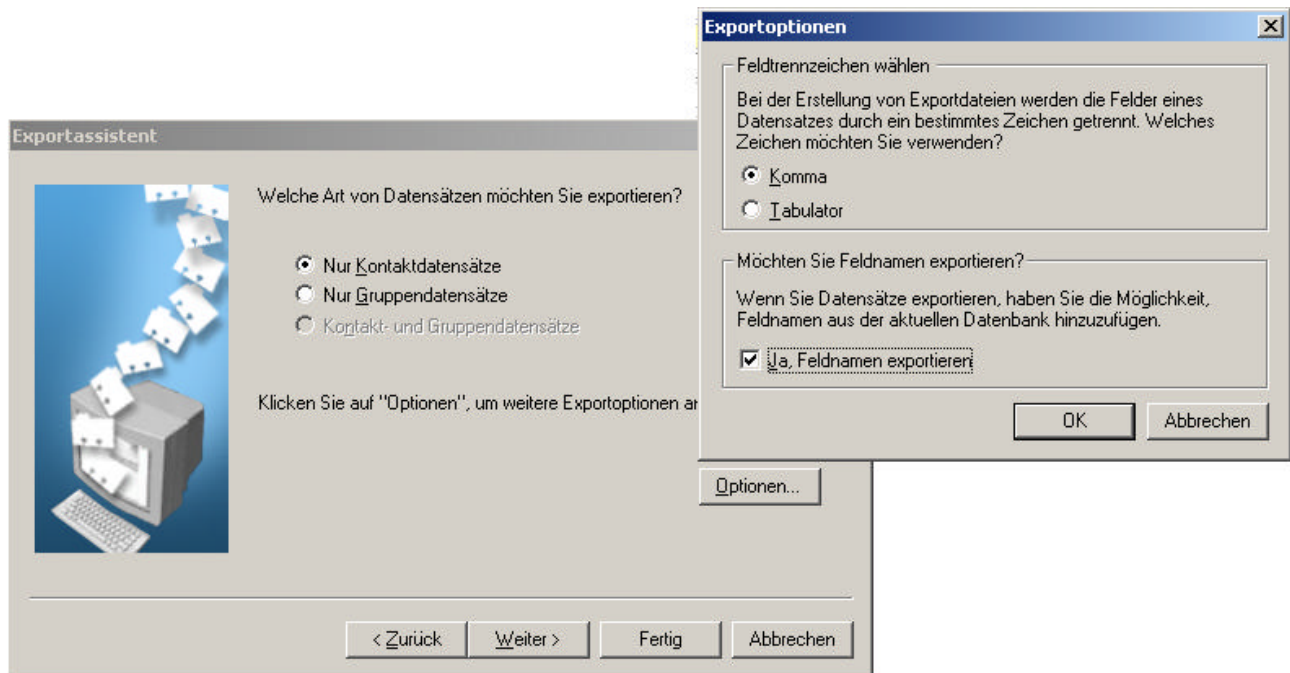 Exportassistent
Welche Art von Datensätzen möchten Sie exportieren?
Nur Kontaktdatensätze
Nur Gruppendatensätze
Kontakt- und Gruppendatensätze
Klicken Sie auf "Optionen", um weitere Exportoptionen
Optionen...
< Zurück
Weiter >
Fertig
Abbrechen
Exportoptionen
Feldtrennzeichen wählen
Bei der Erstellung von Exportdateien werden die Felder eines
Datensatzes durch ein bestimmtes Zeichen getrennt. Welches
Zeichen möchten Sie verwenden?
Komma
Tabulator
Möchten Sie Feldnamen exportieren?
Wenn Sie Datensätze exportieren, haben Sie die Möglichkeit,
Feldnamen aus der aktuellen Datenbank hinzuzufügen.
Ja, Feldnamen exportieren
OK
Abbrechen